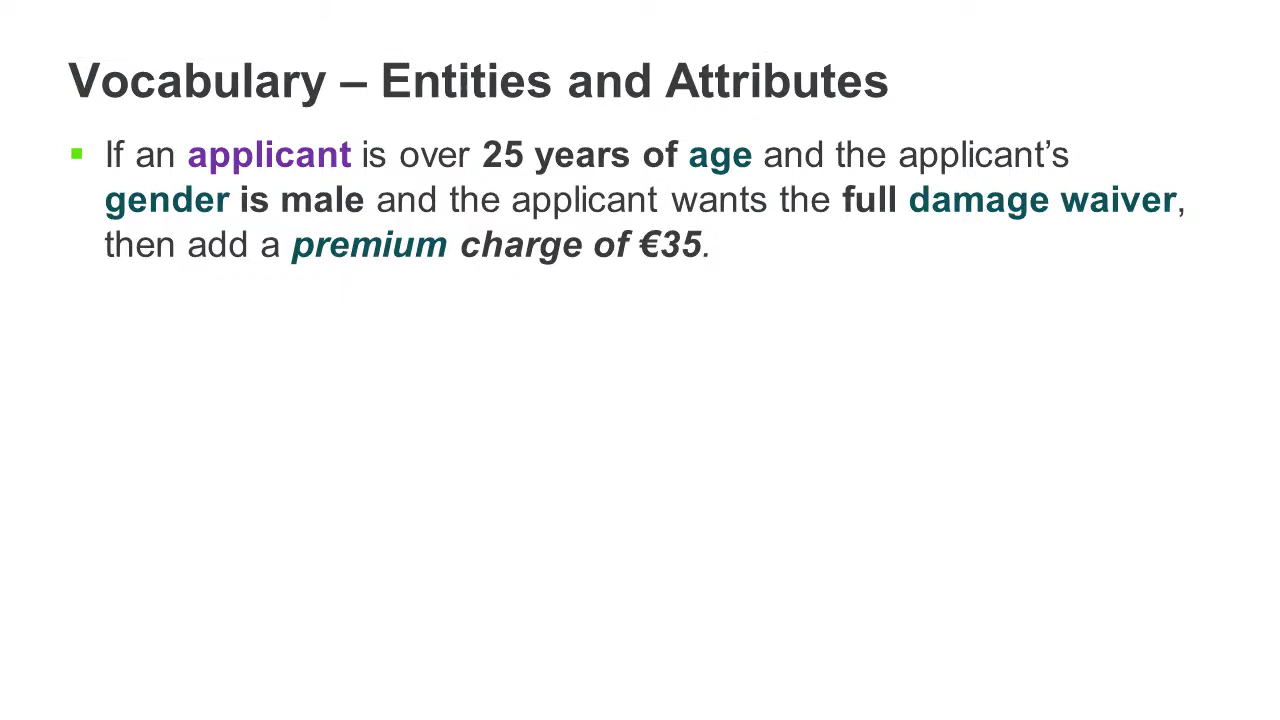 Vocabulary – Entities and Attributes
If an applicant is over 25 years of age and the applicant’s
gender is male and the applicant wants the full damage waiver,
then add a premium charge of €35.